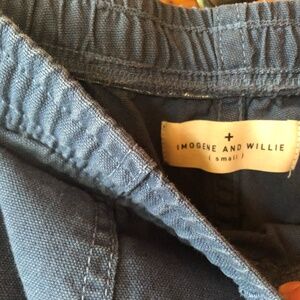 +
IMOGENE AND WILLIE
( small )